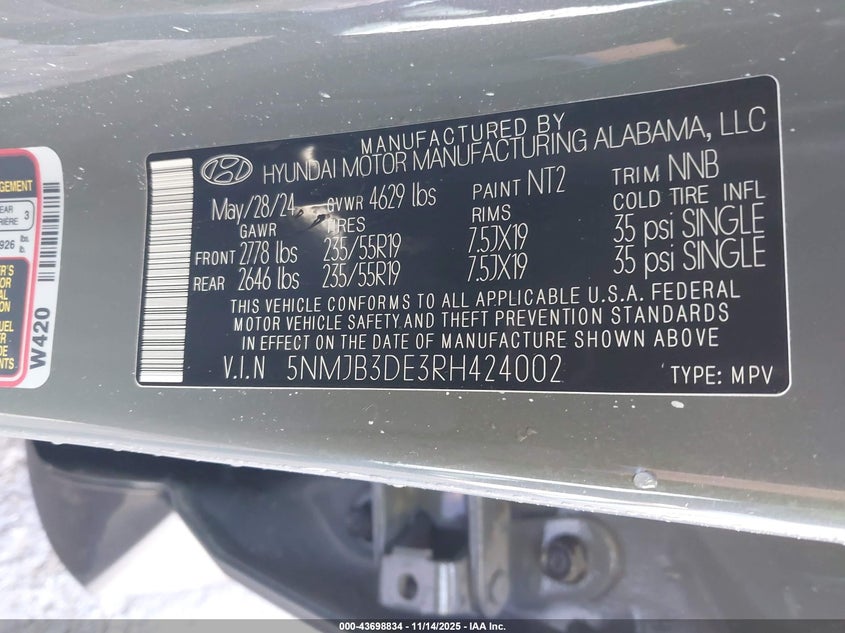 MANUFACTURED BY
HYUNDAI MOTOR MANUFACTURING ALABAMA, LLC
May/28/24 GVWR 4629 lbs PAINT NT2 TRIM NNB
GAWR TIRES RIMS COLD TIRE INFL
FRONT 2778 lbs 235/55R19 7.5JX19 35 psi SINGLE
REAR 2646 lbs 235/55R19 7.5JX19 35 psi SINGLE
THIS VEHICLE CONFORMS TO ALL APPLICABLE U.S.A. FEDERAL
MOTOR VEHICLE SAFETY AND THEFT PREVENTION STANDARDS
IN EFFECT ON THE DATE OF MANUFACTURE SHOWN ABOVE
V.I.N 5NMJB3DE3RH424002 TYPE: MPV
3
926 lbs.
W420
000-43698834 - 11/14/2025 - IAA Inc.